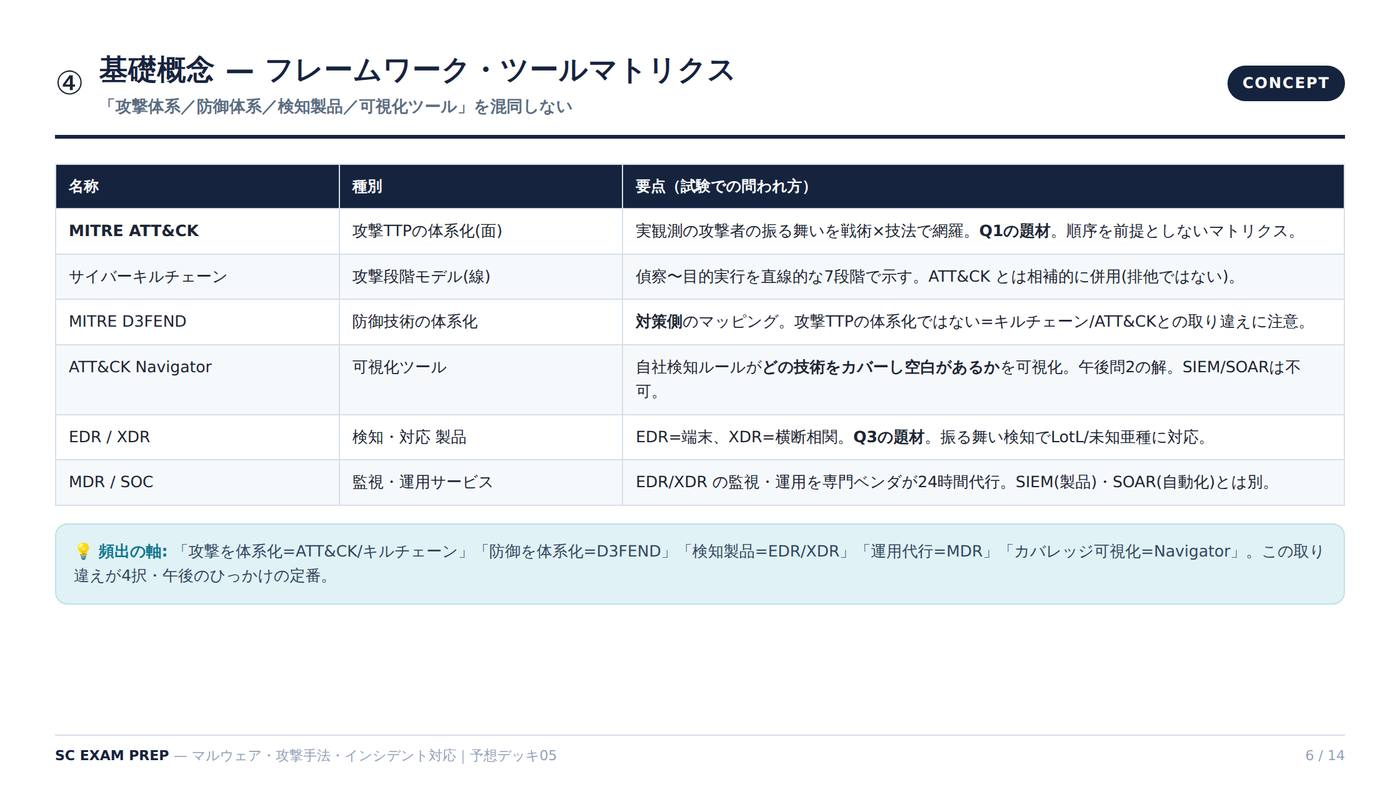 ④
基礎概念 — フレームワーク・ツールマトリクス
「攻撃体系／防御体系／検知製品／可視化ツール」を混同しない
CONCEPT
名称 種別 要点（試験での問われ方）
MITRE ATT&CK 攻撃TTPの体系化(面) 実観測の攻撃者の振る舞いを戦術×技法で網羅。Q1の題材。順序を前提としないマトリクス。
サイバーキルチェーン 攻撃段階モデル(線) 偵察〜目的実行を直線的な7段階で示す。ATT&CK とは相補的に併用(排他ではない)。
MITRE D3FEND 防御技術の体系化 対策側のマッピング。攻撃TTPの体系化ではない=キルチェーン/ATT&CKとの取り違えに注意。
ATT&CK Navigator 可視化ツール 自社検知ルールがどの技術をカバーし空白があるかを可視化。午後問2の解。SIEM/SOARは不
可。
EDR / XDR 検知・対応 製品 EDR=端末、XDR=横断相関。Q3の題材。振る舞い検知でLotL/未知亜種に対応。
MDR / SOC 監視・運用サービス EDR/XDR の監視・運用を専門ベンダが24時間代行。SIEM(製品)・SOAR(自動化)とは別。
💡 頻出の軸: 「攻撃を体系化=ATT&CK/キルチェーン」「防御を体系化=D3FEND」「検知製品=EDR/XDR」「運用代行=MDR」「カバレッジ可視化=Navigator」。この取り
違えが4択・午後のひっかけの定番。
SC EXAM PREP — マルウェア・攻撃手法・インシデント対応｜予想デッキ05
6 / 14